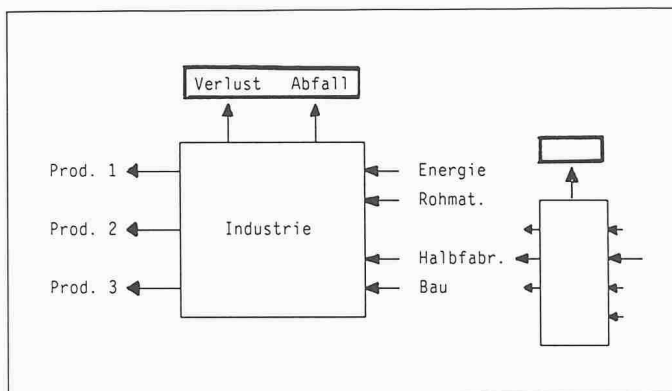 Verlust Abfall
Prod. 1
Energie
Rohmat.
Prod. 2
Industrie
Halbfabr.
Prod. 3
Bau